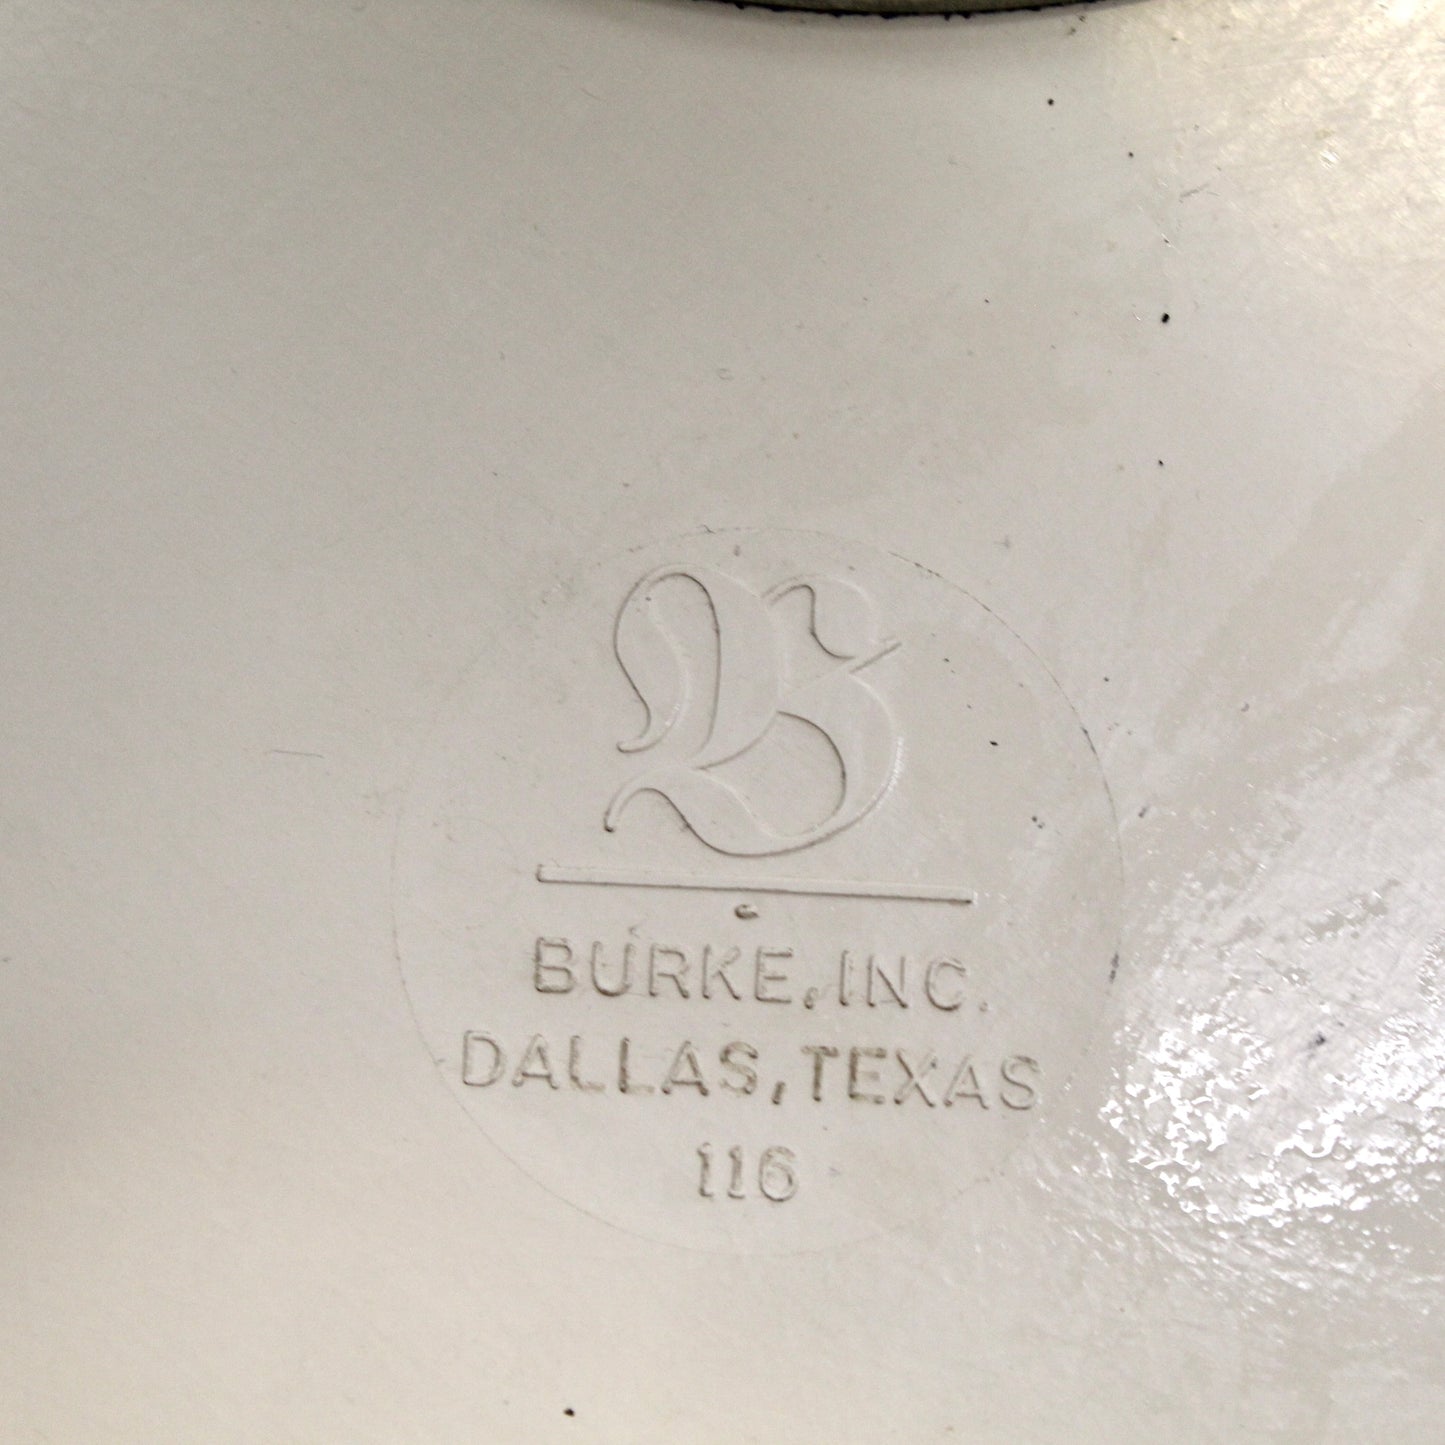 B
BURKE, INC.
DALLAS, TEXAS
116